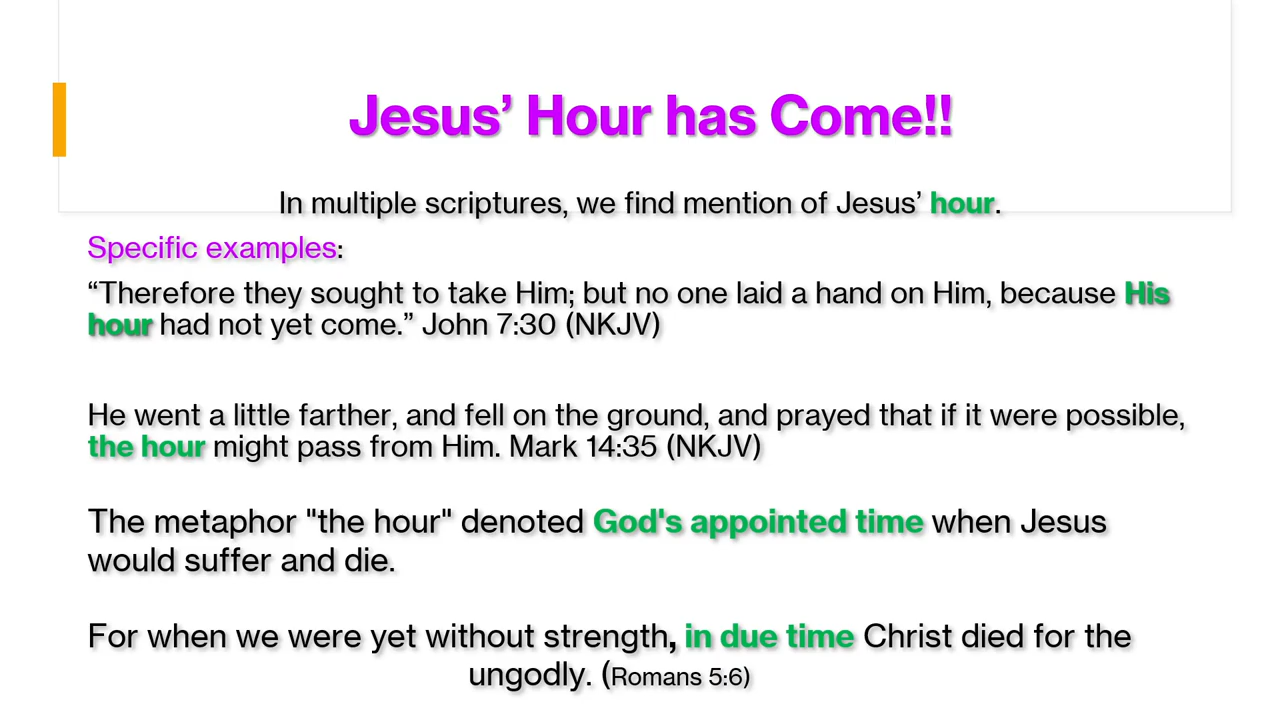 Jesus’ Hour has Come!!
In multiple scriptures, we find mention of Jesus’ hour.
Specific examples:
“Therefore they sought to take Him; but no one laid a hand on Him, because His
hour had not yet come.” John 7:30 (NKJV)
He went a little farther, and fell on the ground, and prayed that if it were possible,
the hour might pass from Him. Mark 14:35 (NKJV)
The metaphor "the hour" denoted God's appointed time when Jesus
would suffer and die.
For when we were yet without strength, in due time Christ died for the
ungodly. (Romans 5:6)